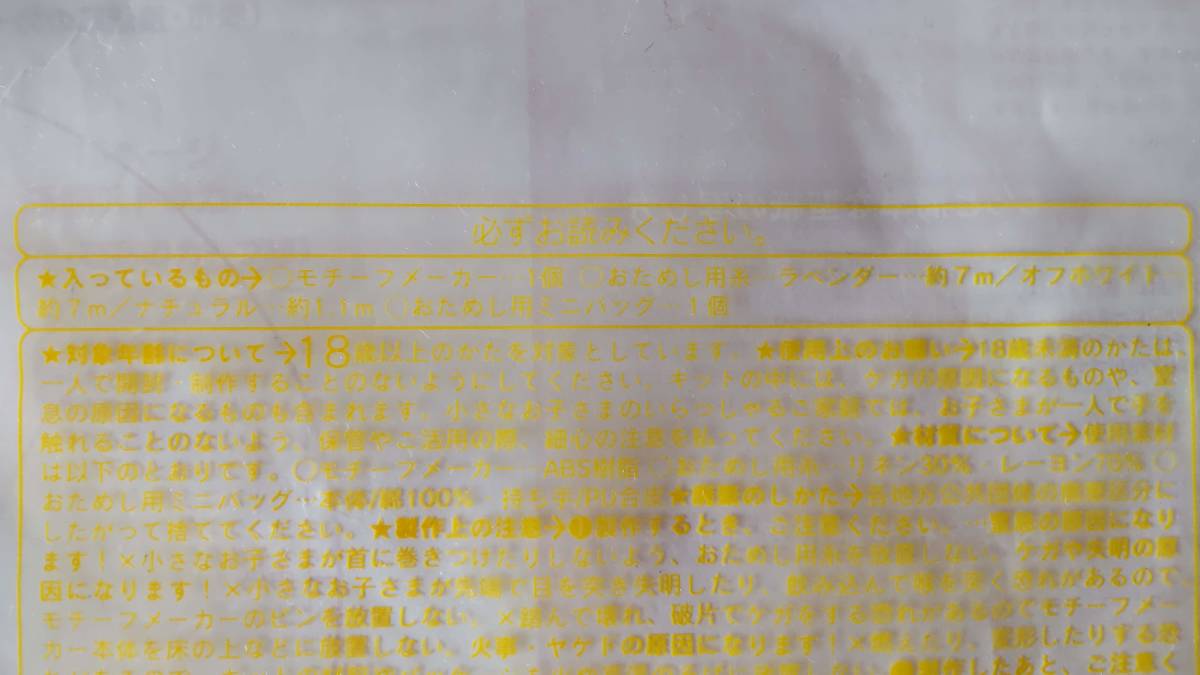 必ずお読みください。
★入っているもの→○モチーフメーカー…1個 ○おためし用糸…ラベンダー…約7m/オフホワイト…
約7m/ナチュラル…約1.1m ○おためし用ミニバッグ…1個
★対象年齢について→18歳以上のかたを対象としています。★使用上のお願い→18歳未満のかたは、
一人で開封・制作することのないようにしてください。キットの中には、ケガの原因になるものや、窒
息の原因になるものも含まれます。小さなお子さまのいらっしゃるご家庭では、お子さまが一人で手を
触れることのないよう、保管やご活用の際、細心の注意を払ってください。★材質について→使用素材
は以下のとおりです。○モチーフメーカー…ABS樹脂 ○おためし用糸…リネン30%・レーヨン70% ○
おためし用ミニバッグ…本体/綿100% 持ち手/PU合皮 ★廃棄のしかた→各地方公共団体の廃棄区分に
したがって捨ててください。★製作上の注意→❶製作するとき、ご注意ください。…窒息の原因になり
ます!×小さなお子さまが首に巻きつけたりしないよう、おためし用糸を放置しない。ケガや失明の原
因になります!×小さなお子さまが先端で目を突き失明したり、飲み込んで喉を突く恐れがあるので、
モチーフメーカーのピンを放置しない。×踏んで壊れ、破片でケガをする恐れがあるのでモチーフメー
カー本体を床の上などに放置しない。火事・ヤケドの原因になります!×燃えたり、変形したりする恐
❷製作したあと、ご注意く